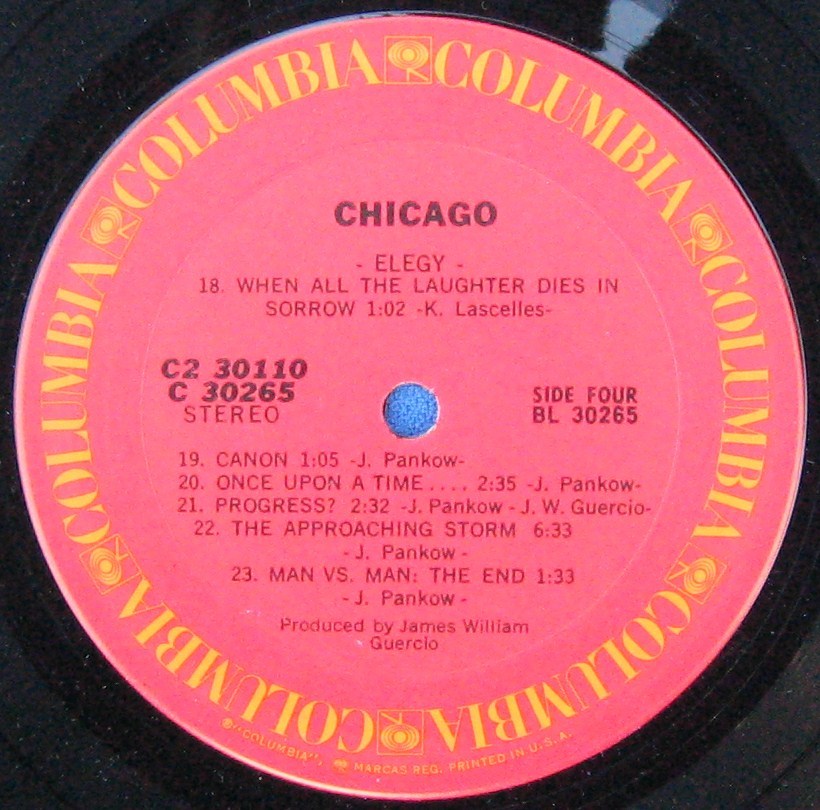 COLUMBIA COLUMBIA COLUMBIA COLUMBIA COLUMBIA COLUMBIA COLUMBIA COLUMBIA
CHICAGO
- ELEGY -
18. WHEN ALL THE LAUGHTER DIES IN
SORROW 1:02 -K. Lascelles-
C2 30110
C 30265
STEREO
SIDE FOUR
BL 30265
19. CANON 1:05 -J. Pankow-
20. ONCE UPON A TIME .... 2:35 -J. Pankow-
21. PROGRESS? 2:32 -J. Pankow - J. W. Guercio-
22. THE APPROACHING STORM 6:33
- J. Pankow -
23. MAN VS. MAN: THE END 1:33
- J. Pankow -
Produced by James William
Guercio
®"COLUMBIA", MARCAS REG. PRINTED IN U.S.A.